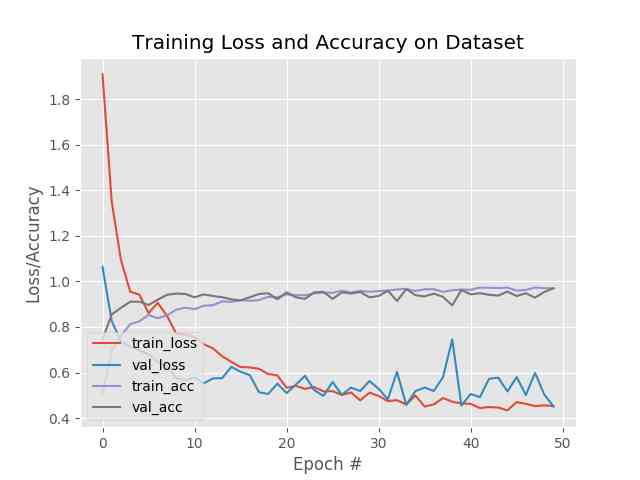 Training Loss and Accuracy on Dataset
Loss/Accuracy
1.8
1.6
1.4
1.2
1.0
0.8
0.6
0.4
train_loss
val_loss
train_acc
val_acc
0 10 20 30 40 50
Epoch #